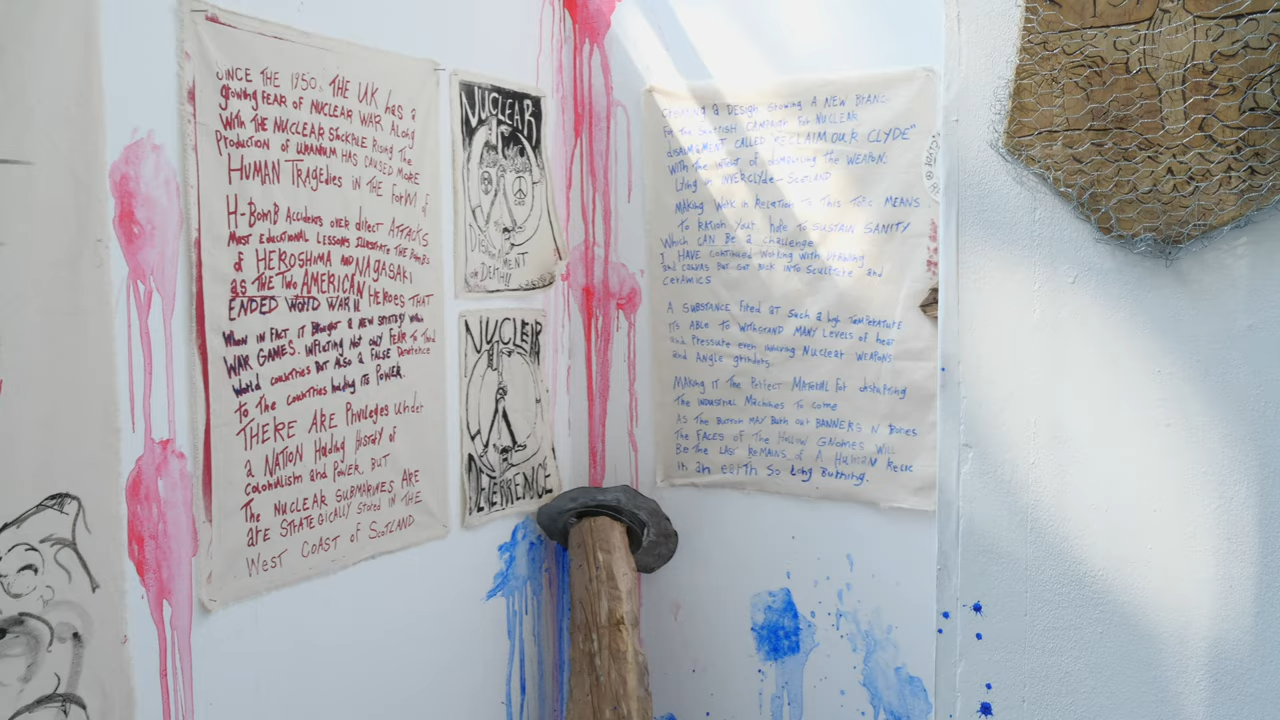 SINCE THE 1950s THE UK has a
growing FEAR OF NUCLEAR WAR Along
WITH THE NUCLEAR Stockpile RISING THE
PRODUCTION OF URANIUM HAS CAUSED MORE
HUMAN TRAgedies IN THE ForM of
H-BomB Accidents over direct ATTACKS
MOST EDUCATIONAL LESSONS Illustrate THE BomBs
of HEROSHIMA AND NAGASAKI
as THE TWO AMERICAN HEROES THAT
ENDED WORLD WAR II
WHEN IN FACT IT Brought a NEW STRATEGY WITH
WAR GAMES. INFLICTING NOT ONLY FEAR TO Third
World COUNTRIES BUT ALSO a FALSE Deneterice
TO THE COUNTRIES holding ITS POWER.
THERE ARE Privileges Under
a NATION Holding HISTORY of
Colonialism and Power. BUT
The NUCLEAR SUBMARINES ARE
are STRATEGICALLY Stored IN THE
WEST COAST of SCOTLAND
NUCLEAR
DISARMAMENT
or DEATH!!
NUCLEAR
DETERRENCE
CREATING a DESIGN Showing A NEW BRAND
FOR THE SCOTTISH CAMPAIGN FOR NUCLEAR
disarmament CALLED "RECLAIM OUR CLYDE"
WITH THE INTENT of dismantling THE WEAPON.
Lying in INVERCLYDE-SCOTLAND
MAKING Work IN RELATION TO THIS TOPIC MEANS
To RATION Your hate To SUSTAIN SANITY
Which CAN BE a challenge.
I HAVE CONTINUED Working with Drawing
and canvas But got Back INTO Sculpture and
CERAMICS
A SUBSTANCE Fired AT Such a high TEMPERATURE
ITS ABLE TO WITHSTAND MANY Levels of heat
and Pressure even involving Nuclear WEAPONS
and Angle grinders.
MAKING IT The Perfect MATERIAL For disrupting
The INDUSTRIAL Machines To come
AS THE BUTTON MAY Burn out BANNERS N Bones
The FACES OF THE Hollow GNOMES WILL
BE THE LAST REMAINS of A HUMAN Relic
in an earth So Long Burning.